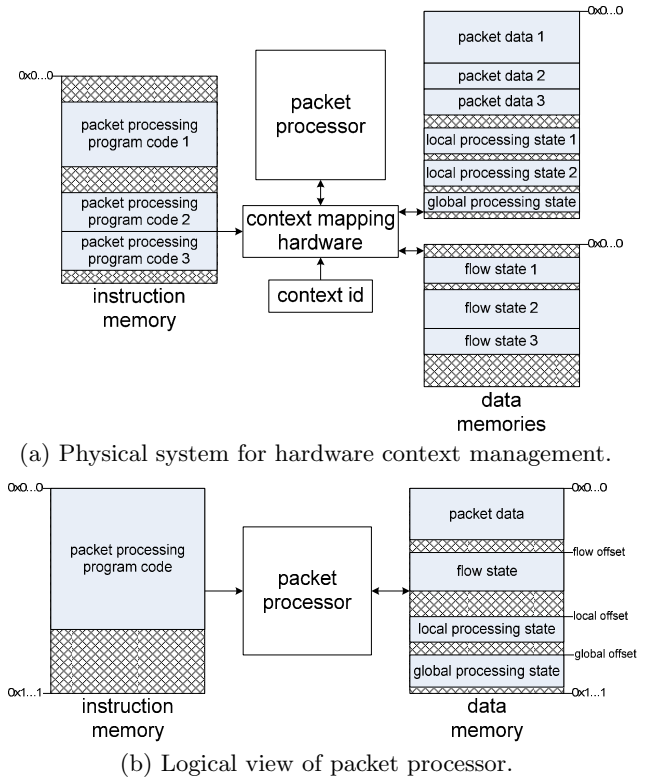 0x0...0
packet processing
program code 1
packet processing
program code 2
packet processing
program code 3
instruction
memory
packet
processor
context mapping
hardware
context id
0x0...0
packet data 1
packet data 2
packet data 3
local processing state 1
local processing state 2
global processing state
0x0...0
flow state 1
flow state 2
flow state 3
data
memories
(a) Physical system for hardware context management.
0x0...0
packet processing
program code
0x1...1
instruction
memory
packet
processor
0x0...0
packet data
flow offset
flow state
local offset
local processing state
global offset
global processing state
0x1...1
data
memory
(b) Logical view of packet processor.